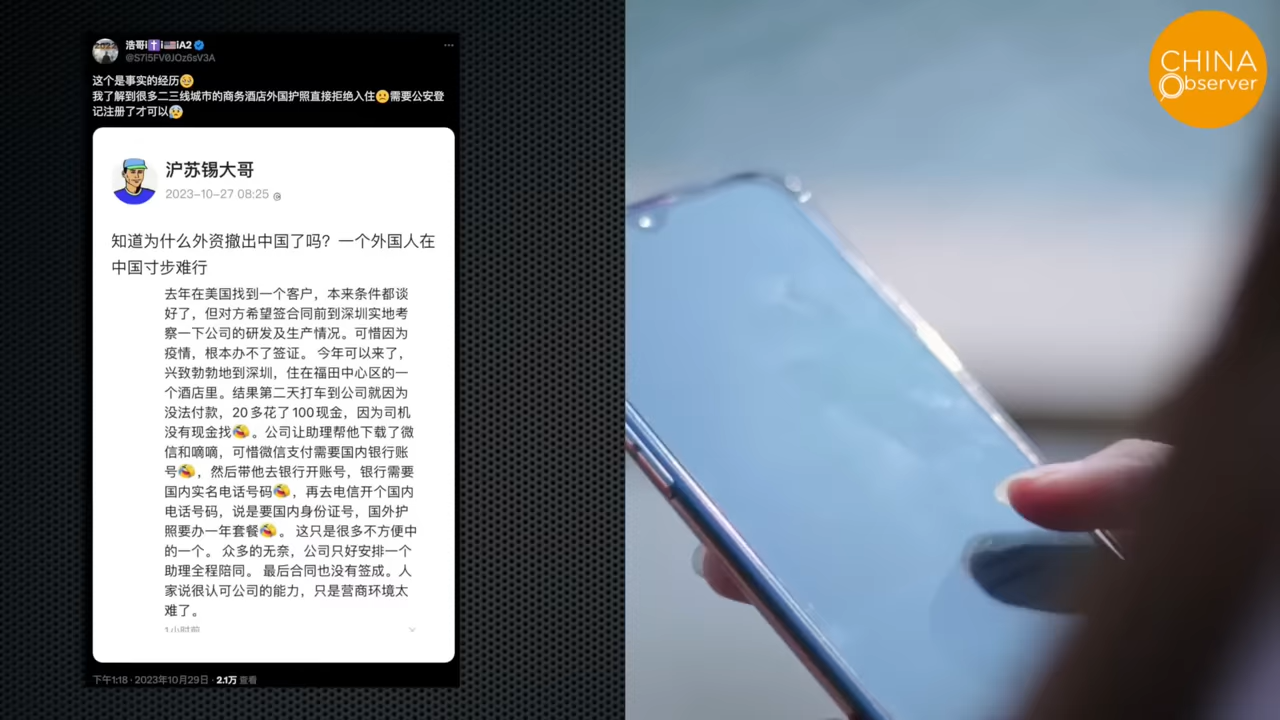 浩哥i✝️i🇺🇸iA2
@S7i5FV0JOz6sV3A
这个是事实的经历🥹
我了解到很多二三线城市的商务酒店外国护照直接拒绝入住🙁需要公安登
记注册了才可以😰
沪苏锡大哥
2023-10-27 08:25
知道为什么外资撤出中国了吗？一个外国人在
中国寸步难行
去年在美国找到一个客户，本来条件都谈
好了，但对方希望签合同前到深圳实地考
察一下公司的研发及生产情况。可惜因为
疫情，根本办不了签证。 今年可以来了，
兴致勃勃地到深圳，住在福田中心区的一
个酒店里。结果第二天打车到公司就因为
没法付款，20多花了100现金，因为司机
没有现金找🤣。公司让助理帮他下载了微
信和嘀嘀，可惜微信支付需要国内银行账
号🤣，然后带他去银行开账号，银行需要
国内实名电话号码🤣，再去电信开个国内
电话号码，说是要国内身份证号，国外护
照要办一年套餐🤣。 这只是很多不方便中
的一个。 众多的无奈，公司只好安排一个
助理全程陪同。 最后合同也没有签成。人
家说很认可公司的能力，只是营商环境太
难了。
1小时前
下午1:18 · 2023年10月29日 · 2.1万 查看
CHINA
Observer